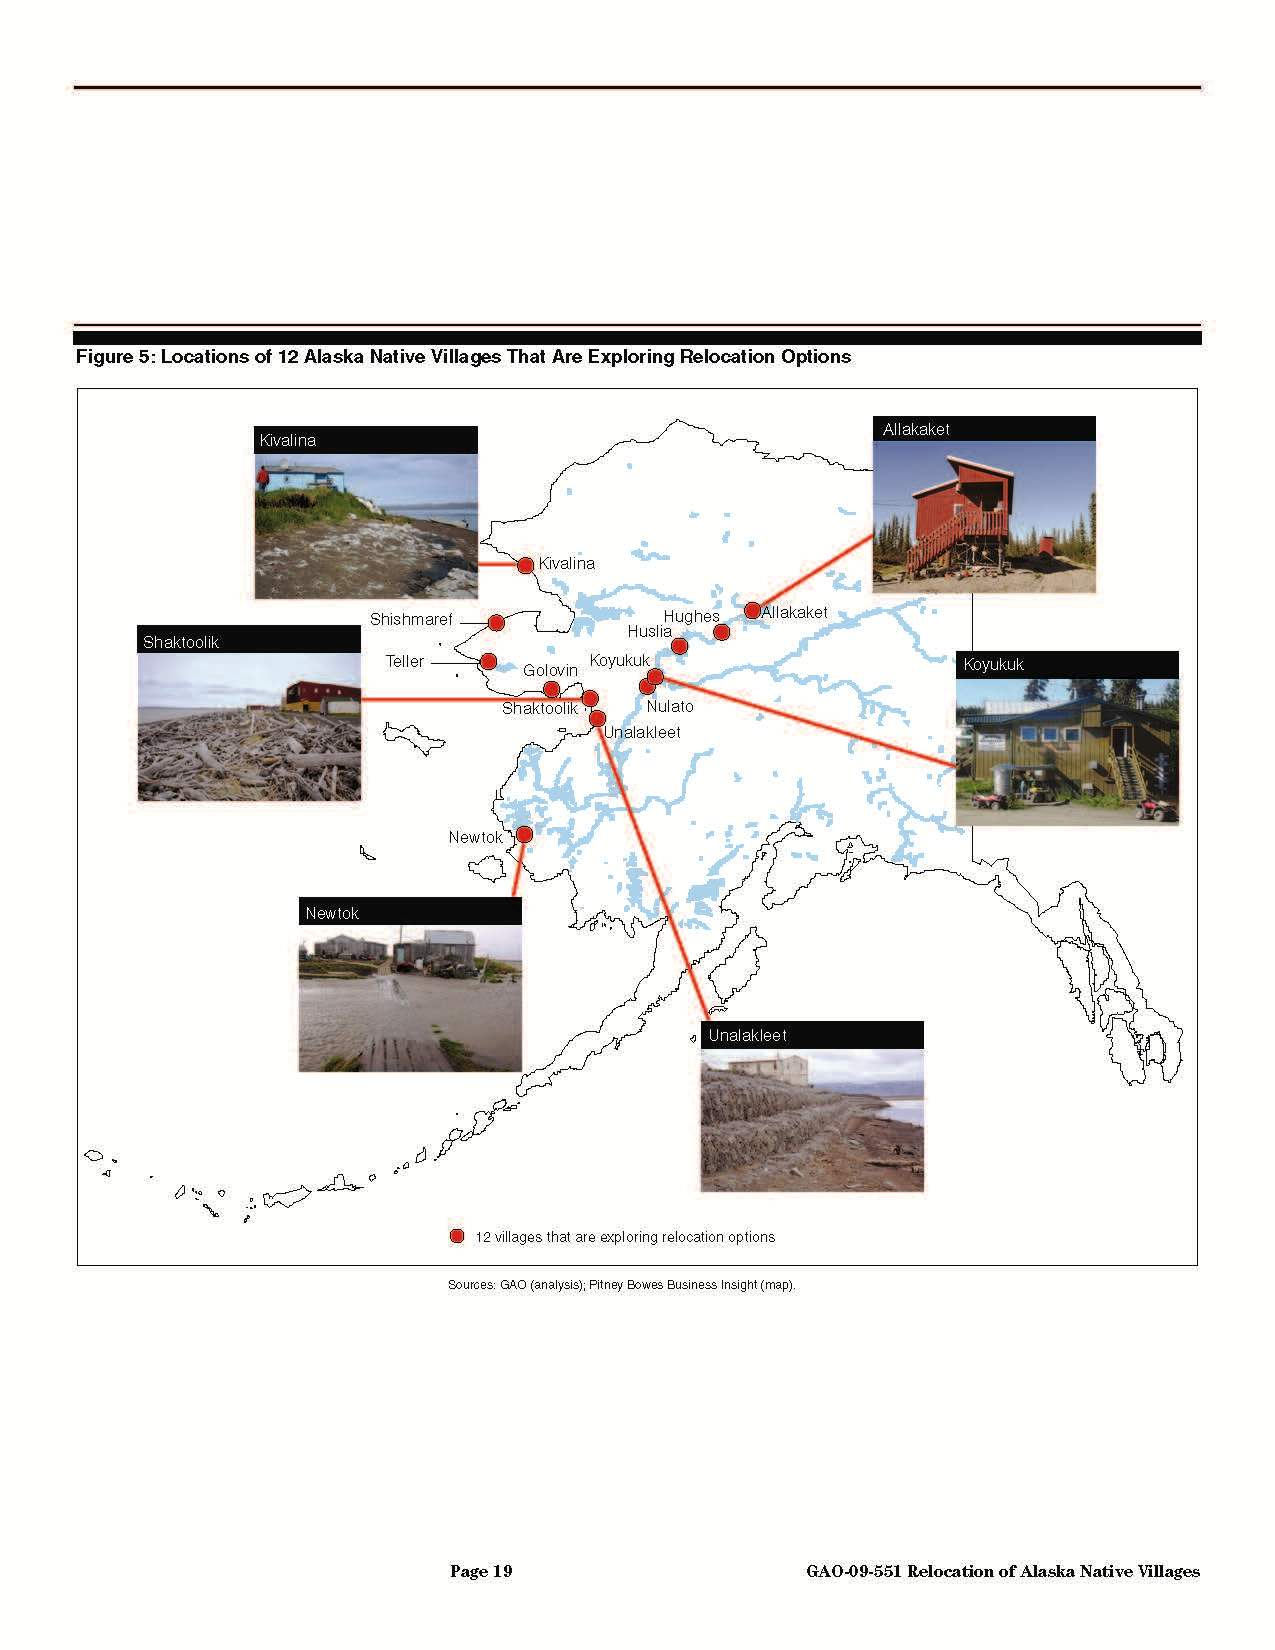 Figure 5: Locations of 12 Alaska Native Villages That Are Exploring Relocation Options
Kivalina
Allakaket
Kivalina
Shishmaref
Hughes
Allakaket
Huslia
Shaktoolik
Teller
Golovin
Koyukuk
Koyukuk
Shaktoolik
Nulato
Unalakleet
Newtok
Newtok
Unalakleet
12 villages that are exploring relocation options
Sources: GAO (analysis); Pitney Bowes Business Insight (map).
Page 19
GAO-09-551 Relocation of Alaska Native Villages